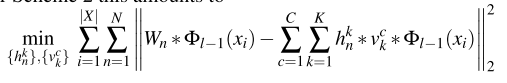 r Scheme 2 this amounts to
\min_{\{h_n^k\},\{v_k^c\}} \sum_{i=1}^{|X|} \sum_{n=1}^{N} \left\| W_n * \Phi_{l-1}(x_i) - \sum_{c=1}^{C} \sum_{k=1}^{K} h_n^k * v_k^c * \Phi_{l-1}(x_i) \right\|_2^2